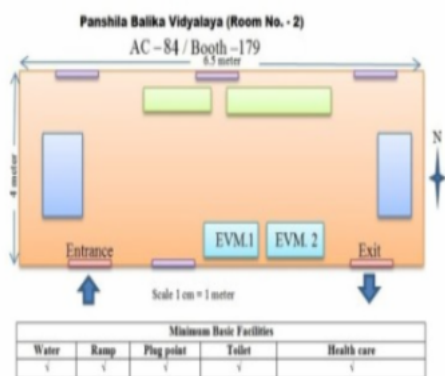 Panshila Balika Vidyalaya (Room No. - 2)
AC – 84 / Booth –179
6.5 meter
4 meter
N
EVM.1 EVM. 2
Entrance Exit
Scale 1 cm = 1 meter
Minimum Basic Facilities
Water Ramp Plug point Toilet Health care
√ √ √ √ √